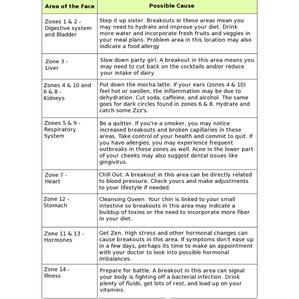 Area of the Face
Possible Cause
Zones 1 & 2 -
Digestive system
and Bladder
Step it up sister. Breakouts in these areas mean you
may need to hydrate and improve your diet. Drink
more water and incorporate fresh fruits and veggies in
your meal plans. Problem area in this location may also
indicate a food allergy
Zone 3 -
Liver
Slow down party girl. A breakout in this area means
you may need to cut back on the cocktails and/or reduce
your intake of dairy
Zones 4 & 10 and
6 & 8 -
Kidneys
Put down the mocha latte. If your ears (zones 4 & 10)
feel hot or swollen, the inflammation may be due to
dehydration. Cut soda, caffeine, and alcohol. The same
goes for dark circles found in zones 6 & 8. Hydrate and
catch some Zzz's!
Zones 5 & 9 -
Respiratory
System
Be a quitter. If you're a smoker, you may notice
increased breakouts and broken capillaries in these
areas. Take control of your health and commit to quit. If
you have allergies, you may experience frequent
outbreaks in these zones as well. Acne in the lower part
of your cheeks may also suggest dental issues like
gingivitis.
Zone 7 -
Heart
Chill Out. A breakout in this area can be directly related
to blood pressure. Check yours and make adjustments
to your lifestyle if needed.
Zone 12 -
Stomach
Cleansing Queen. Your chin is linked to your small
intestine so breakouts in this area may indicate a
buildup of toxins or the need to incorporate more fiber
in your diet.
Zone 11 & 13 -
Hormones
Get Zen. High stress and other hormonal changes can
cause breakouts in this area. If symptoms don't ease up
in a few days, perhaps its time to make an appointment
with your doctor to look into possible hormonal
imbalances.
Zone 14 -
Illness
Prepare for battle. A breakout in this area can signal
your body is fighting off a bacterial infection. Drink
plenty of fluids, get lots of rest, and load up on your
vitamins.